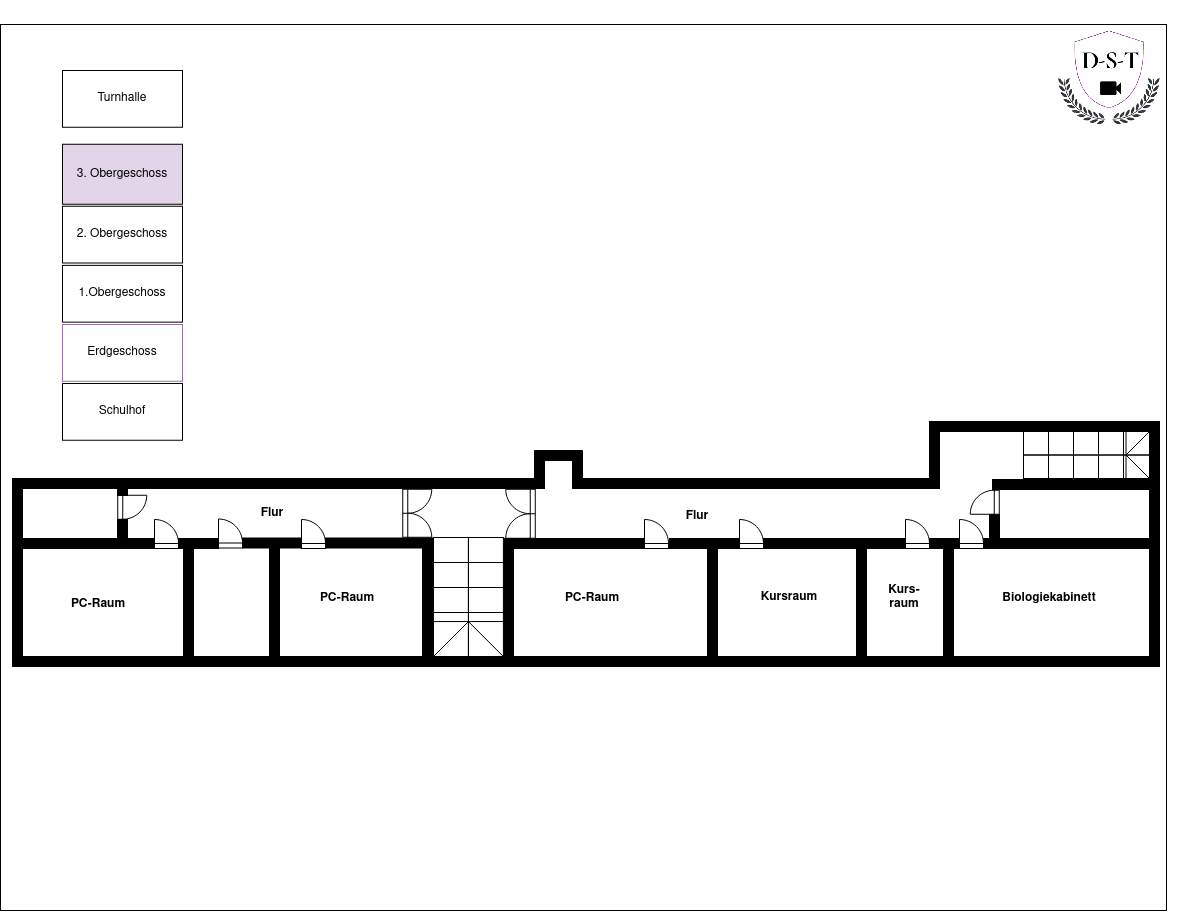 D-S-T
Turnhalle
3. Obergeschoss
2. Obergeschoss
1.Obergeschoss
Erdgeschoss
Schulhof
Flur
Flur
PC-Raum
PC-Raum
PC-Raum
Kursraum
Kurs-
raum
Biologiekabinett